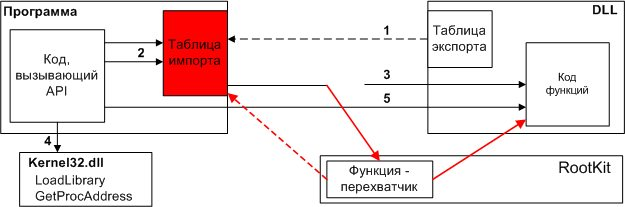 Программа
DLL
Код,
вызывающий
API
2
Таблица
импорта
1
Таблица
экспорта
3
Код
функций
5
4
Kernel32.dll
LoadLibrary
GetProcAddress
Функция -
перехватчик
RootKit